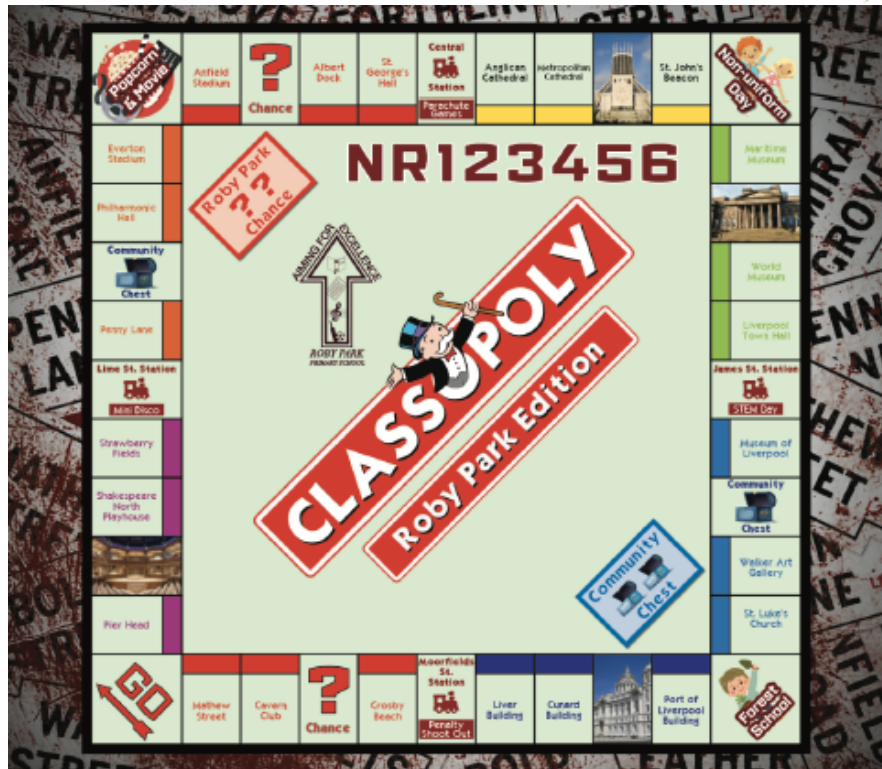 Popcorn
& Movie
Anfield
Stadium
?
Chance
Albert
Dock
St.
George's
Hall
Central
Station
Parachute
Games
Anglican
Cathedral
Metropolitan
Cathedral
St. John's
Beacon
Non-uniform
Day
Everton
Stadium
Philharmonic
Hall
Community
Chest
Penny Lane
Lime St. Station
Mini Disco
Strawberry
Fields
Shakespeare
North
Playhouse
Pier Head
Roby Park
? ?
Chance
NR123456
AIMING FOR
EXCELLENCE
ROBY PARK
PRIMARY SCHOOL
CLASSOPOLY
Roby Park Edition
Community
Chest
Maritime
Museum
World
Museum
Liverpool
Town Hall
James St. Station
STEM Day
Museum of
Liverpool
Community
Chest
Walker Art
Gallery
St. Luke's
Church
GO
Mathew
Street
Cavern
Club
?
Chance
Crosby
Beach
Moorfields
St.
Station
Penalty
Shoot Out
Liver
Building
Cunard
Building
Port of
Liverpool
Building
Forest
School